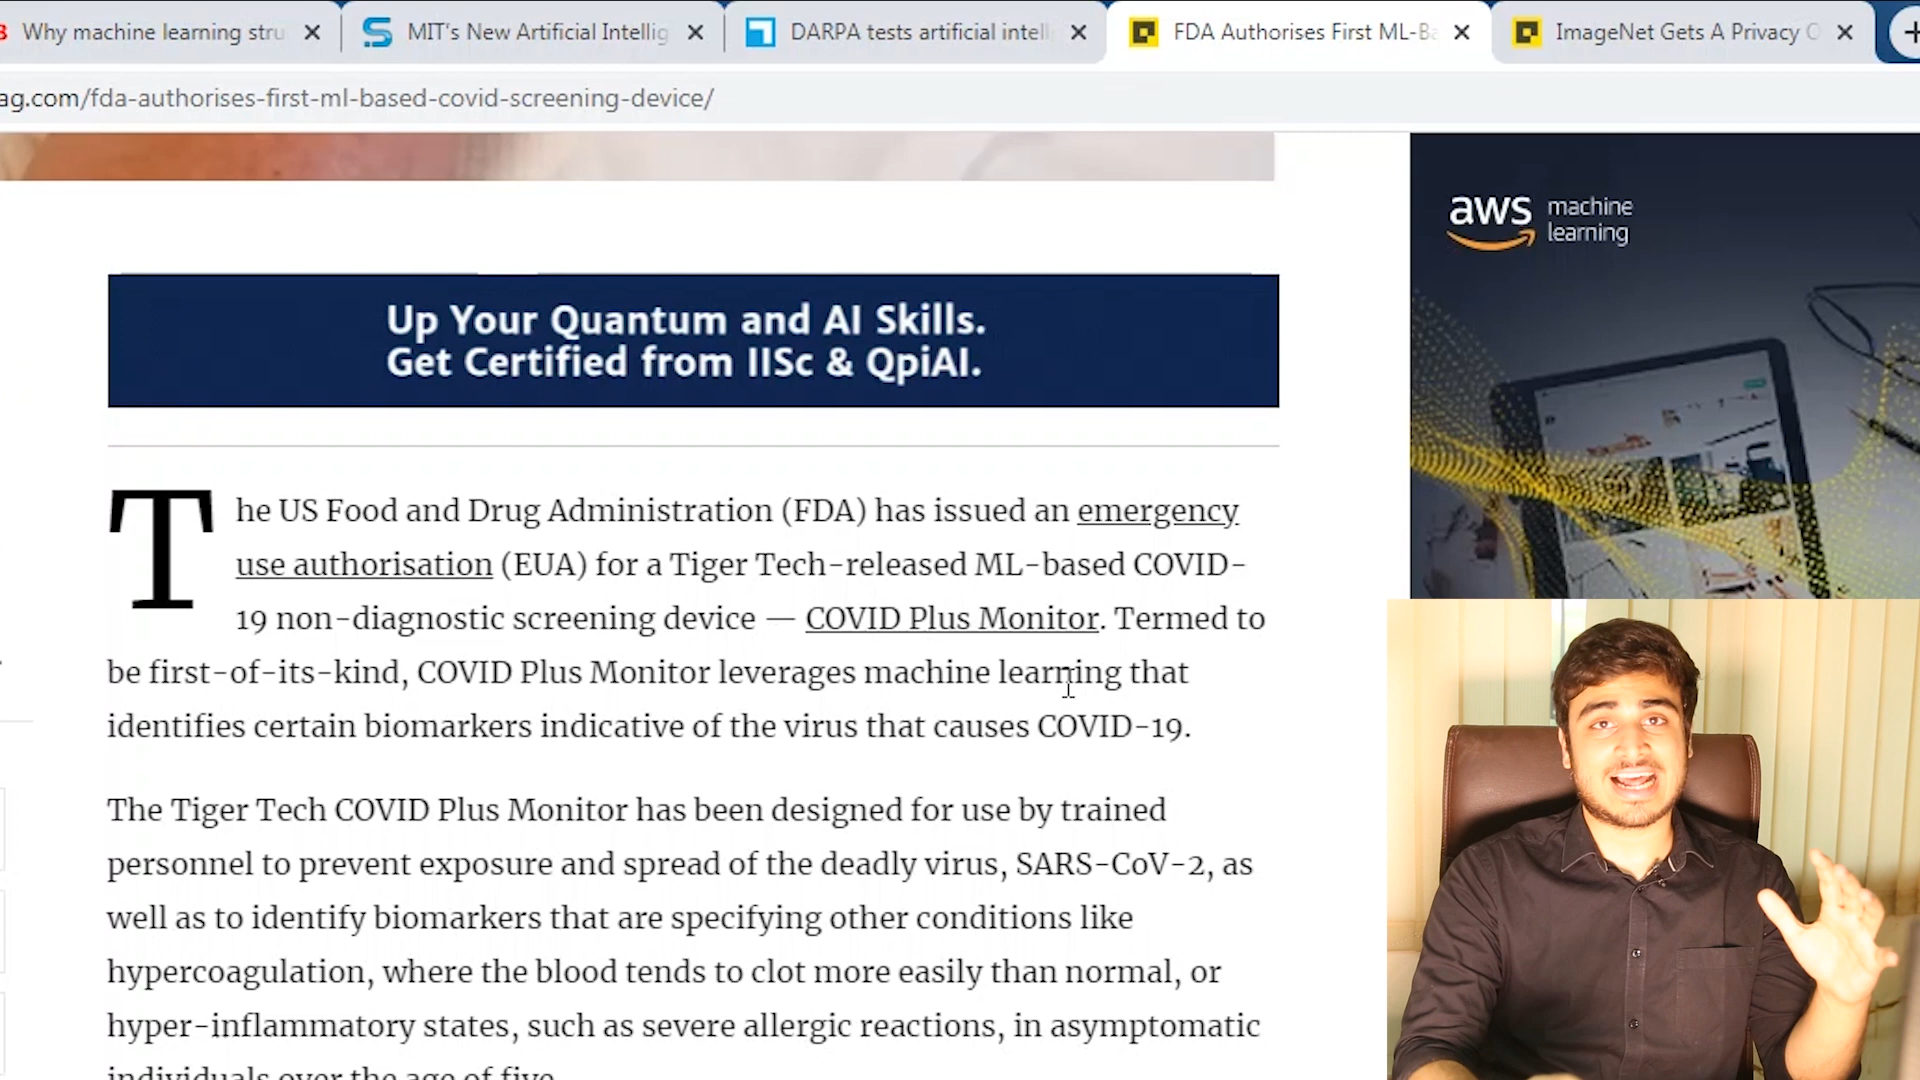 Why machine learning stru
MIT's New Artificial Intellig
DARPA tests artificial intell
FDA Authorises First ML-Ba
ImageNet Gets A Privacy O
ag.com/fda-authorises-first-ml-based-covid-screening-device/
aws machine learning
Up Your Quantum and AI Skills.
Get Certified from IISc & QpiAI.
The US Food and Drug Administration (FDA) has issued an emergency
use authorisation (EUA) for a Tiger Tech-released ML-based COVID-
19 non-diagnostic screening device — COVID Plus Monitor. Termed to
be first-of-its-kind, COVID Plus Monitor leverages machine learning that
identifies certain biomarkers indicative of the virus that causes COVID-19.
The Tiger Tech COVID Plus Monitor has been designed for use by trained
personnel to prevent exposure and spread of the deadly virus, SARS-CoV-2, as
well as to identify biomarkers that are specifying other conditions like
hypercoagulation, where the blood tends to clot more easily than normal, or
hyper-inflammatory states, such as severe allergic reactions, in asymptomatic
individuals over the age of five.